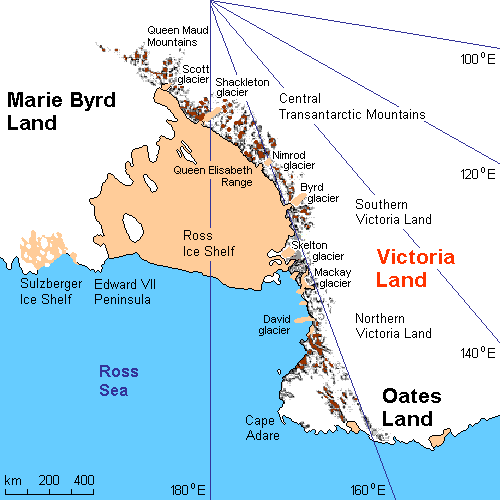 Queen Maud
Mountains
Scott
glacier
Shackleton
glacier
100°E
Marie Byrd
Land
Central
Transantarctic Mountains
Nimrod
glacier
Queen Elisabeth
Range
120°E
Byrd
glacier
Southern
Victoria Land
Ross
Ice Shelf
Skelton
glacier
Victoria
Land
Mackay
glacier
Sulzberger
Ice Shelf
Edward VII
Peninsula
David
glacier
Northern
Victoria Land
140°E
Ross
Sea
Oates
Land
Cape
Adare
km 200 400
180°E
160°E